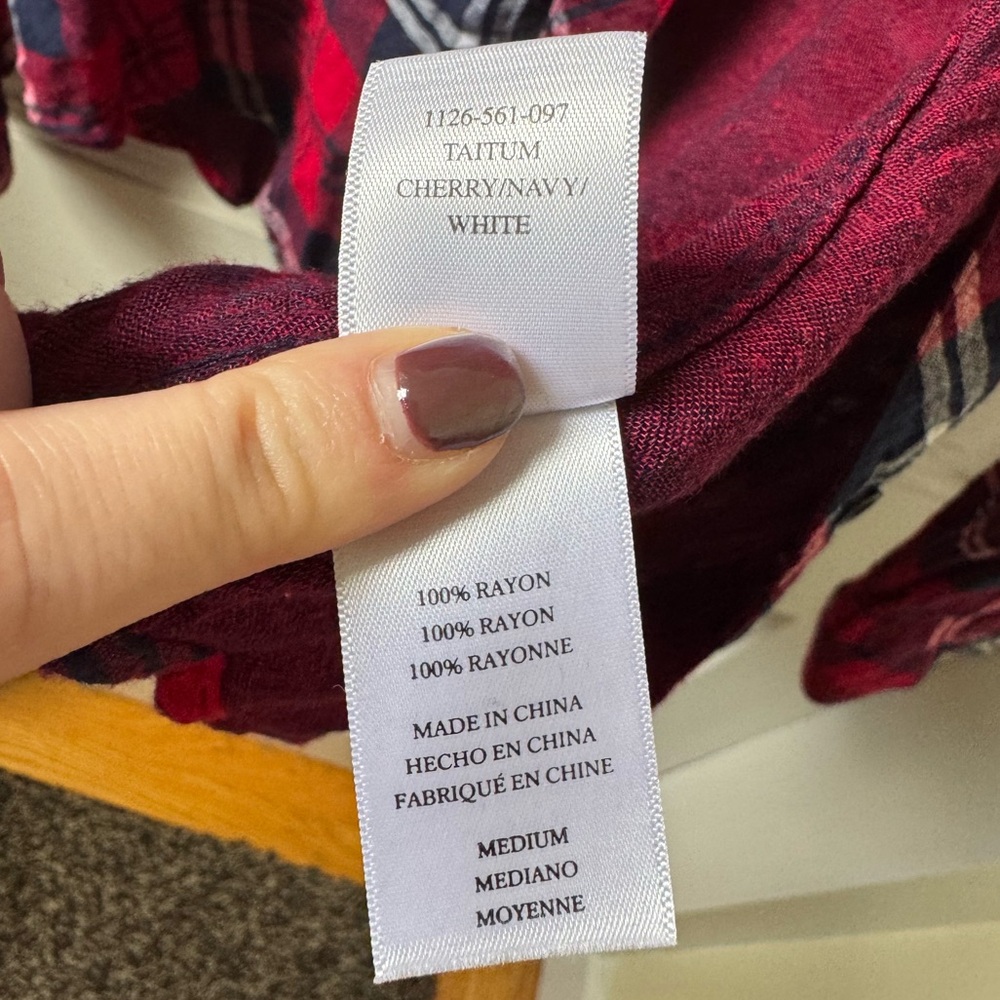 1126-561-097
TAITUM
CHERRY/NAVY/
WHITE
100% RAYON
100% RAYON
100% RAYONNE
MADE IN CHINA
HECHO EN CHINA
FABRIQUÉ EN CHINE
MEDIUM
MEDIANO
MOYENNE